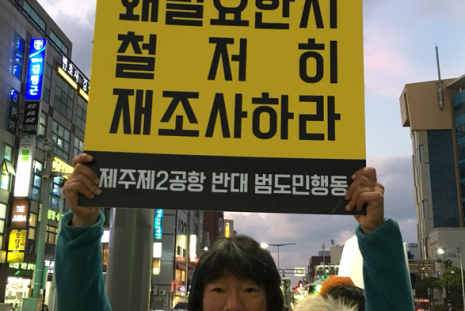 왜필요한지
철저히
재조사하라
제주제2공항 반대 범도민행동